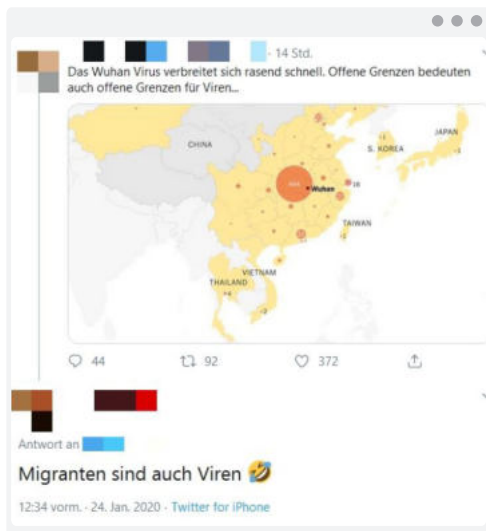 · 14 Std.
Das Wuhan Virus verbreitet sich rasend schnell. Offene Grenzen bedeuten
auch offene Grenzen für Viren...
CHINA
JAPAN
S. KOREA
Wuhan
TAIWAN
VIETNAM
THAILAND
44 92 372
Antwort an
Migranten sind auch Viren 🤣
12:34 vorm. · 24. Jan. 2020 · Twitter for iPhone